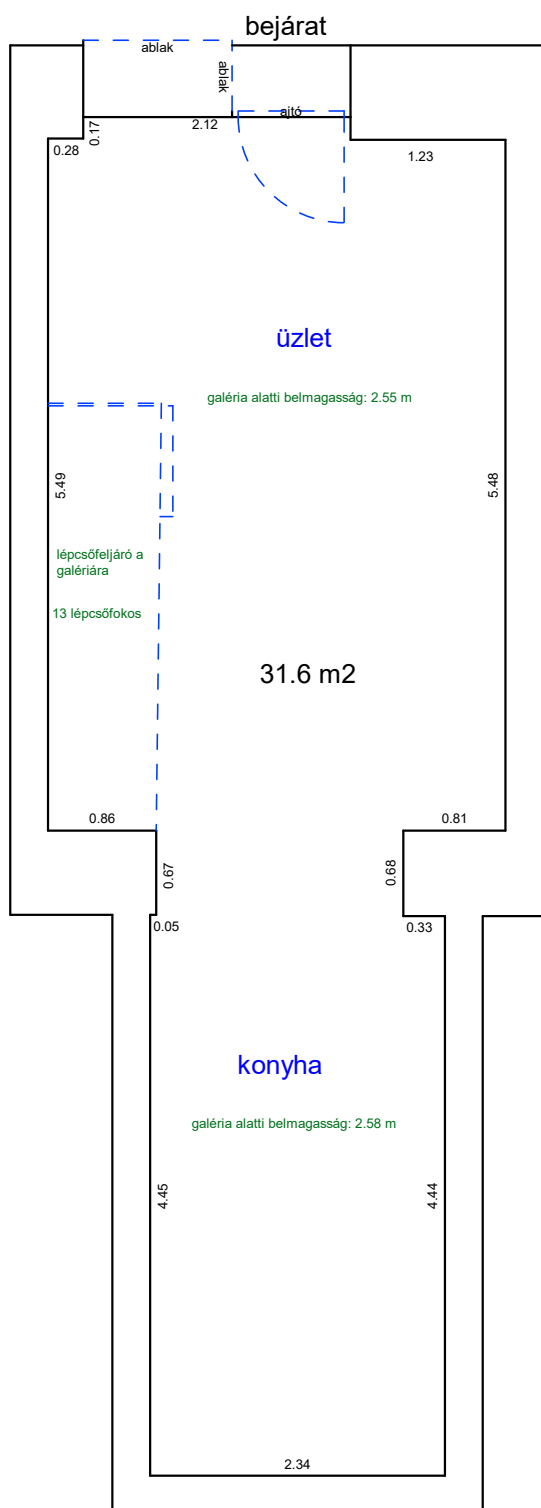 bejárat
ablak
ablak
ajtó
0.17
2.12
0.28
1.23
üzlet
galéria alatti belmagasság: 2.55 m
5.49
5.48
lépcsőfeljáró a
galériára
13 lépcsőfokos
31.6 m2
0.86
0.81
0.67
0.68
0.05
0.33
konyha
galéria alatti belmagasság: 2.58 m
4.45
4.44
2.34